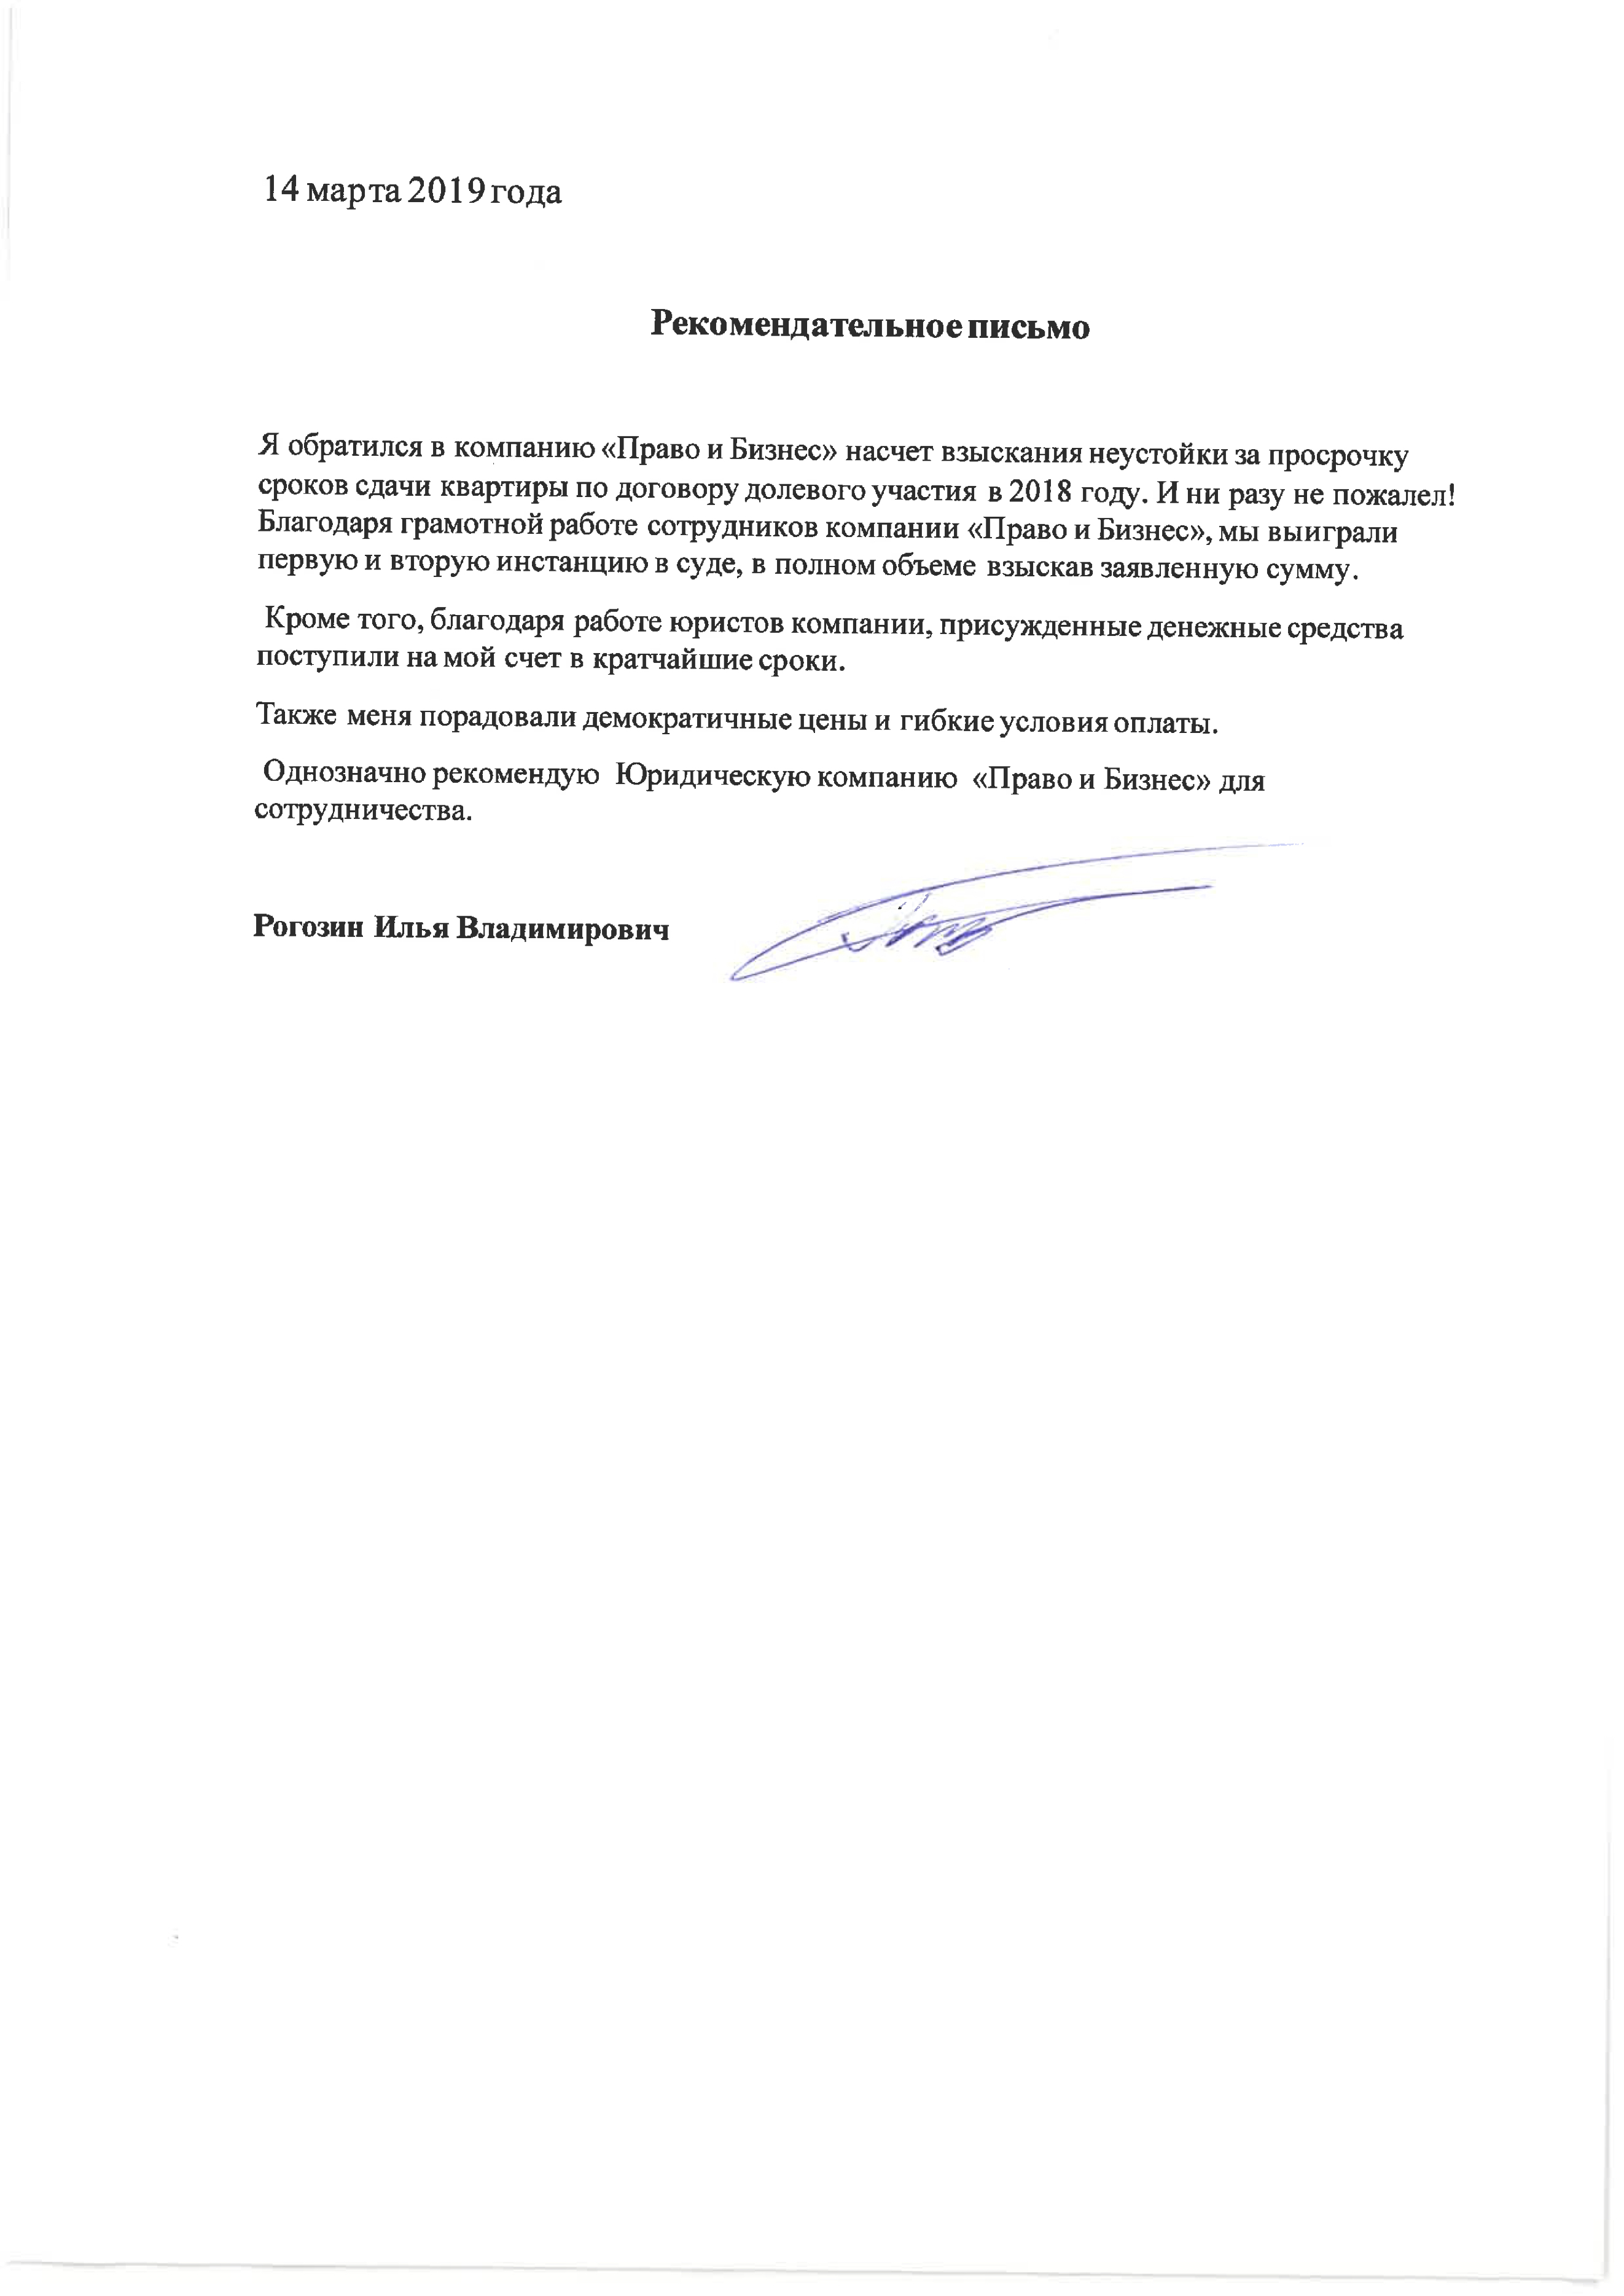 14 марта 2019 года
Рекомендательное письмо
Я обратился в компанию «Право и Бизнес» насчет взыскания неустойки за просрочку
сроков сдачи квартиры по договору долевого участия в 2018 году. И ни разу не пожалел!
Благодаря грамотной работе сотрудников компании «Право и Бизнес», мы выиграли
первую и вторую инстанцию в суде, в полном объеме взыскав заявленную сумму.
Кроме того, благодаря работе юристов компании, присужденные денежные средства
поступили на мой счет в кратчайшие сроки.
Также меня порадовали демократичные цены и гибкие условия оплаты.
Однозначно рекомендую Юридическую компанию «Право и Бизнес» для
сотрудничества.
Рогозин Илья Владимирович